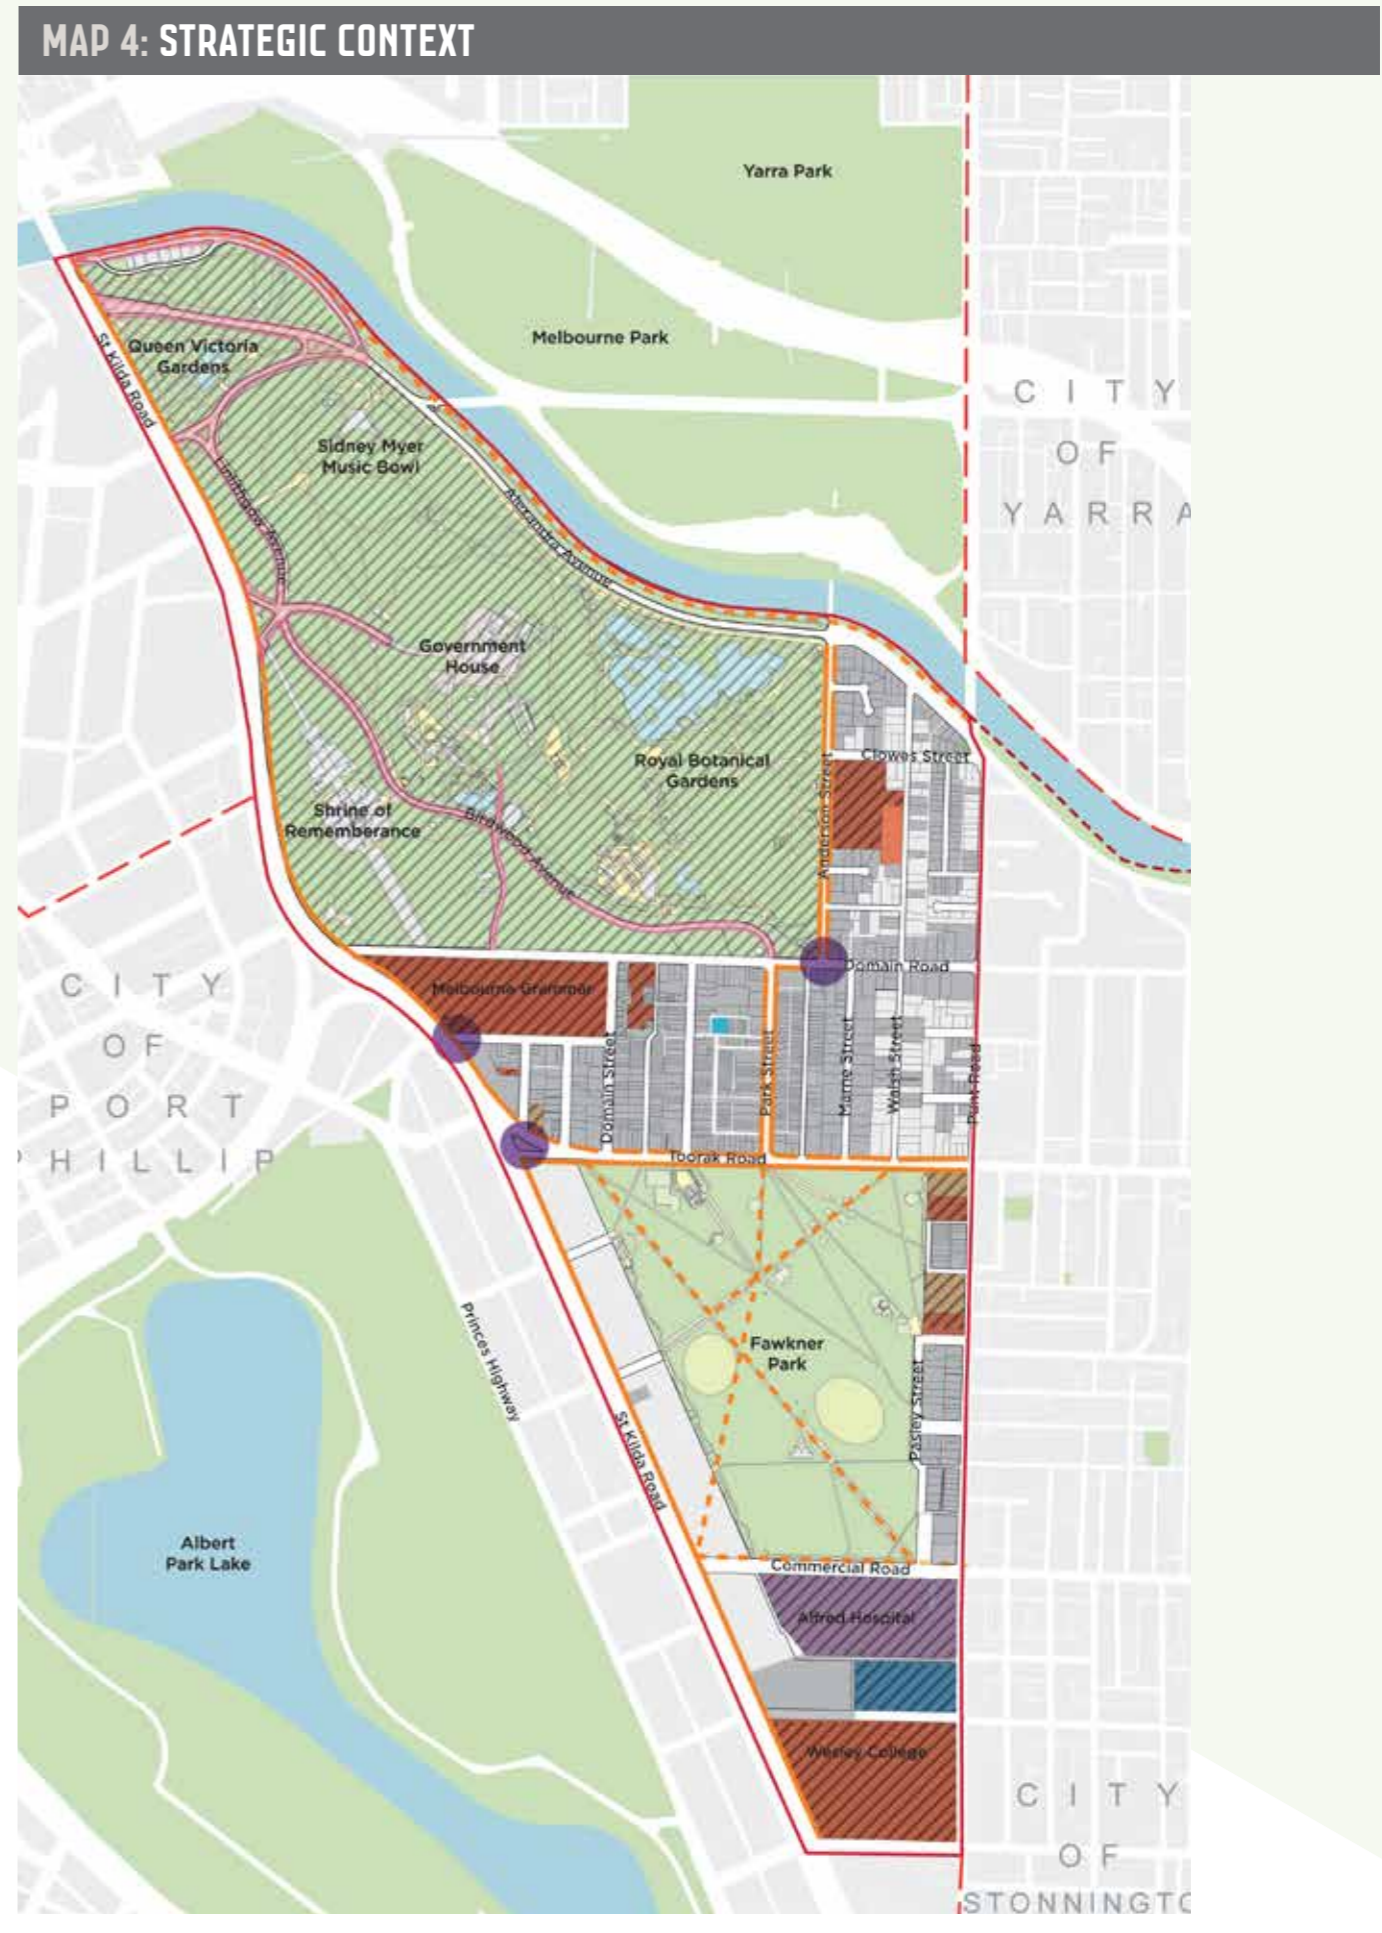 MAP 4: STRATEGIC CONTEXT
Yarra Park
Melbourne Park
Queen Victoria
Gardens
St Kilda Road
CITY
OF
YARRA
Sidney Myer
Music Bowl
Linlithgow Avenue
Alexandra Avenue
Government
House
Royal Botanical
Gardens
Clowes Street
Anderson Street
Shrine of
Rememberance
Birdwood Avenue
Domain Road
CITY
OF
PORT
PHILLIP
Melbourne Grammar
Domain Street
Park Street
Marne Street
Walsh Street
Punt Road
Toorak Road
Princes Highway
Fawkner
Park
Pasley Street
St Kilda Road
Albert
Park Lake
Commercial Road
Alfred Hospital
Wesley College
CITY
OF
STONNINGTO